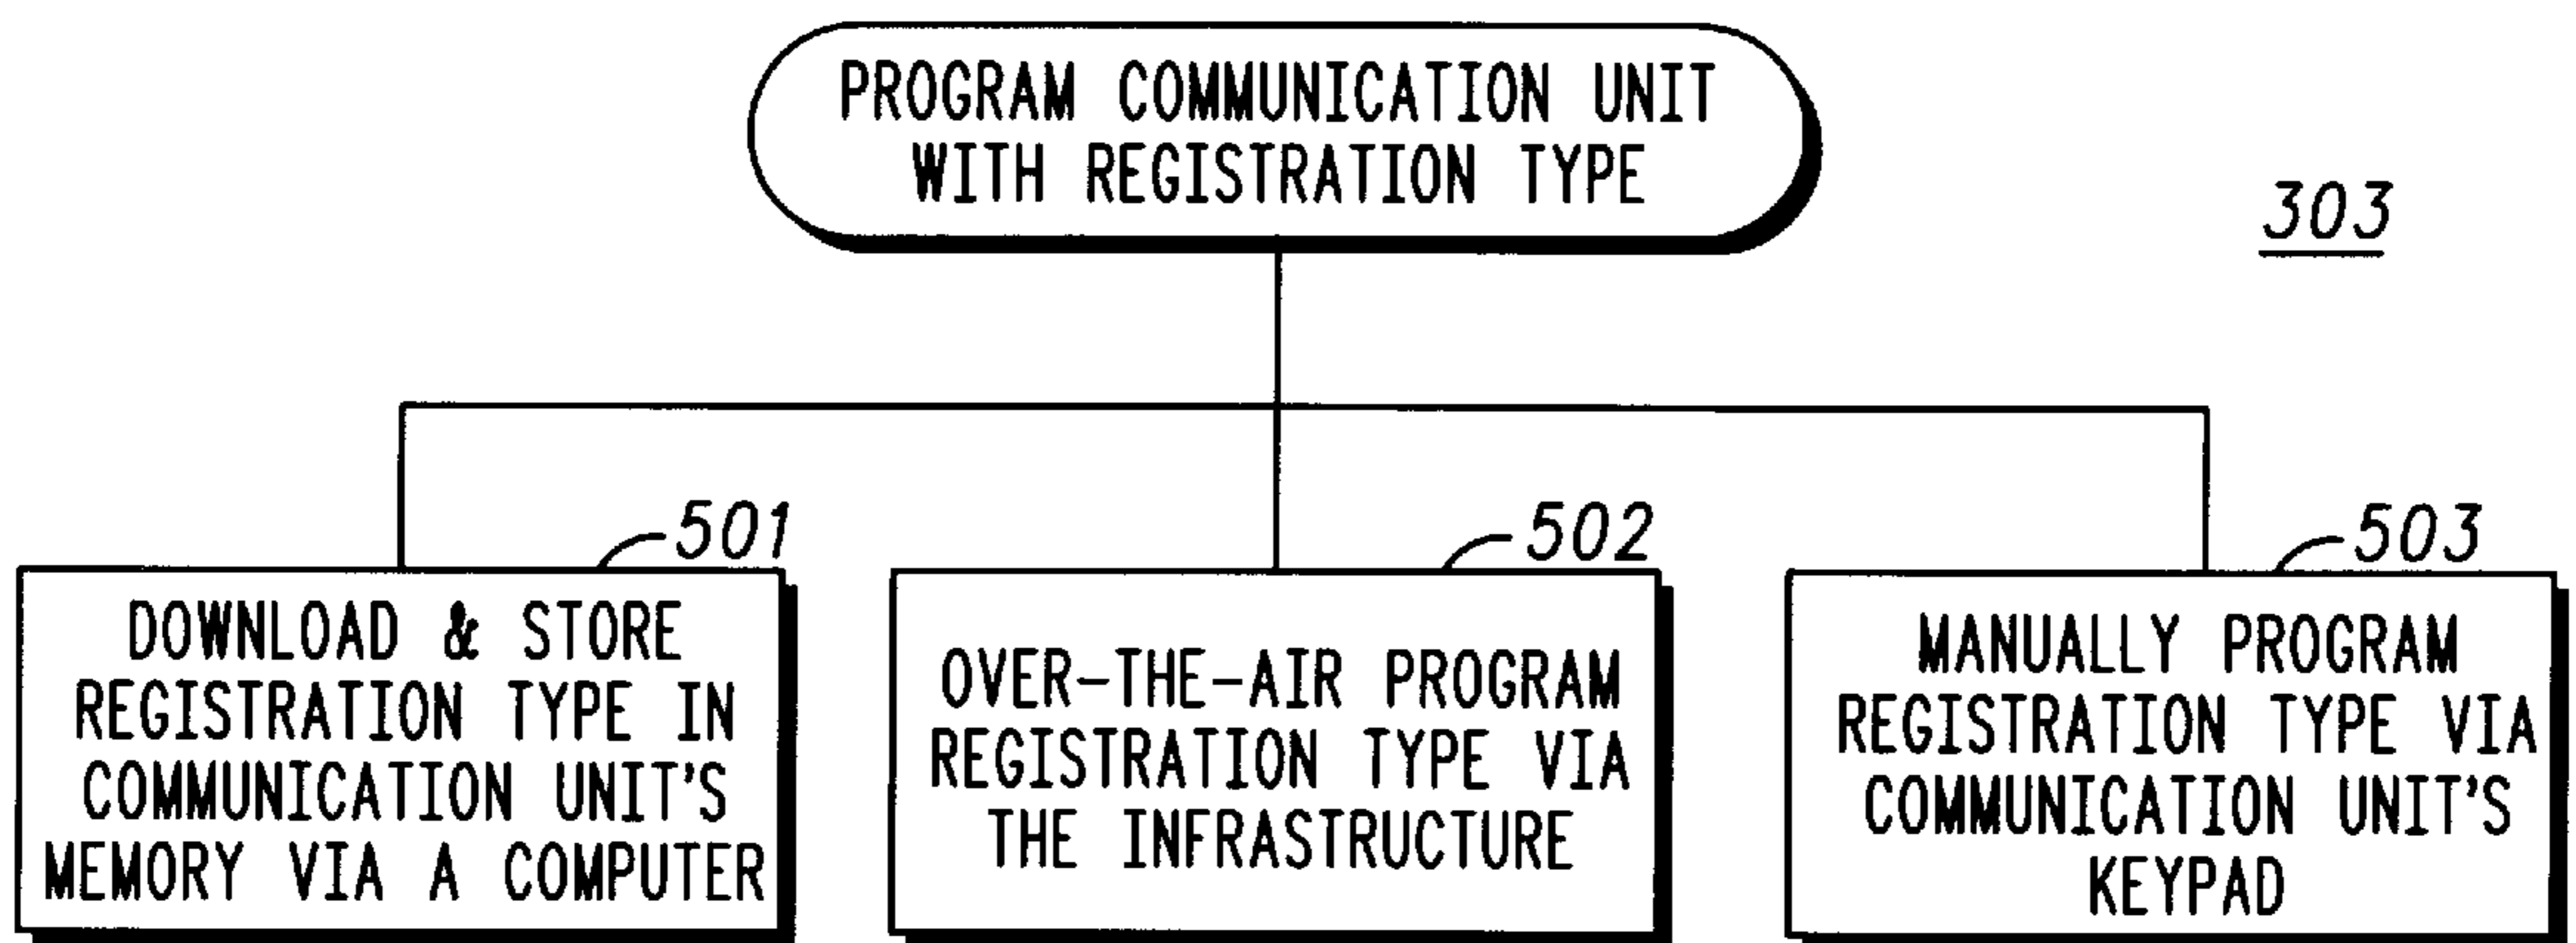 PROGRAM COMMUNICATION UNIT
WITH REGISTRATION TYPE
303
501
DOWNLOAD & STORE
REGISTRATION TYPE IN
COMMUNICATION UNIT'S
MEMORY VIA A COMPUTER
502
OVER-THE-AIR PROGRAM
REGISTRATION TYPE VIA
THE INFRASTRUCTURE
503
MANUALLY PROGRAM
REGISTRATION TYPE VIA
COMMUNICATION UNIT'S
KEYPAD